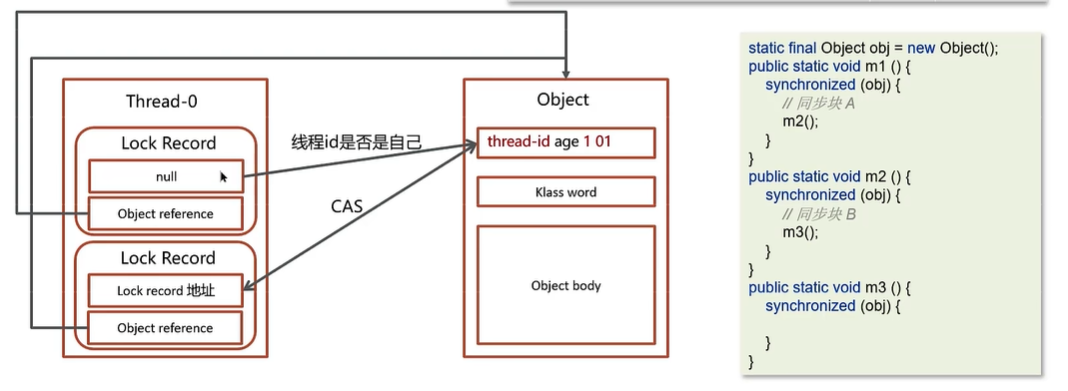 Thread-0
Lock Record
null
Object reference
Lock Record
Lock record 地址
Object reference
线程id是否是自己
CAS
Object
thread-id age 1 01
Klass word
Object body
static final Object obj = new Object();
public static void m1 () {
synchronized (obj) {
// 同步块 A
m2();
}
}
public static void m2 () {
synchronized (obj) {
// 同步块 B
m3();
}
}
public static void m3 () {
synchronized (obj) {
}
}